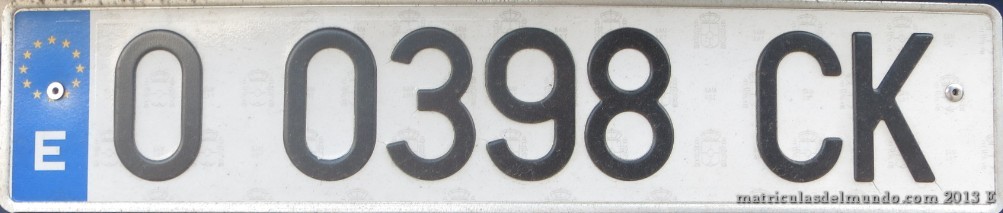 O 0398 CK
E
matriculasdelmundo.com 2013 E